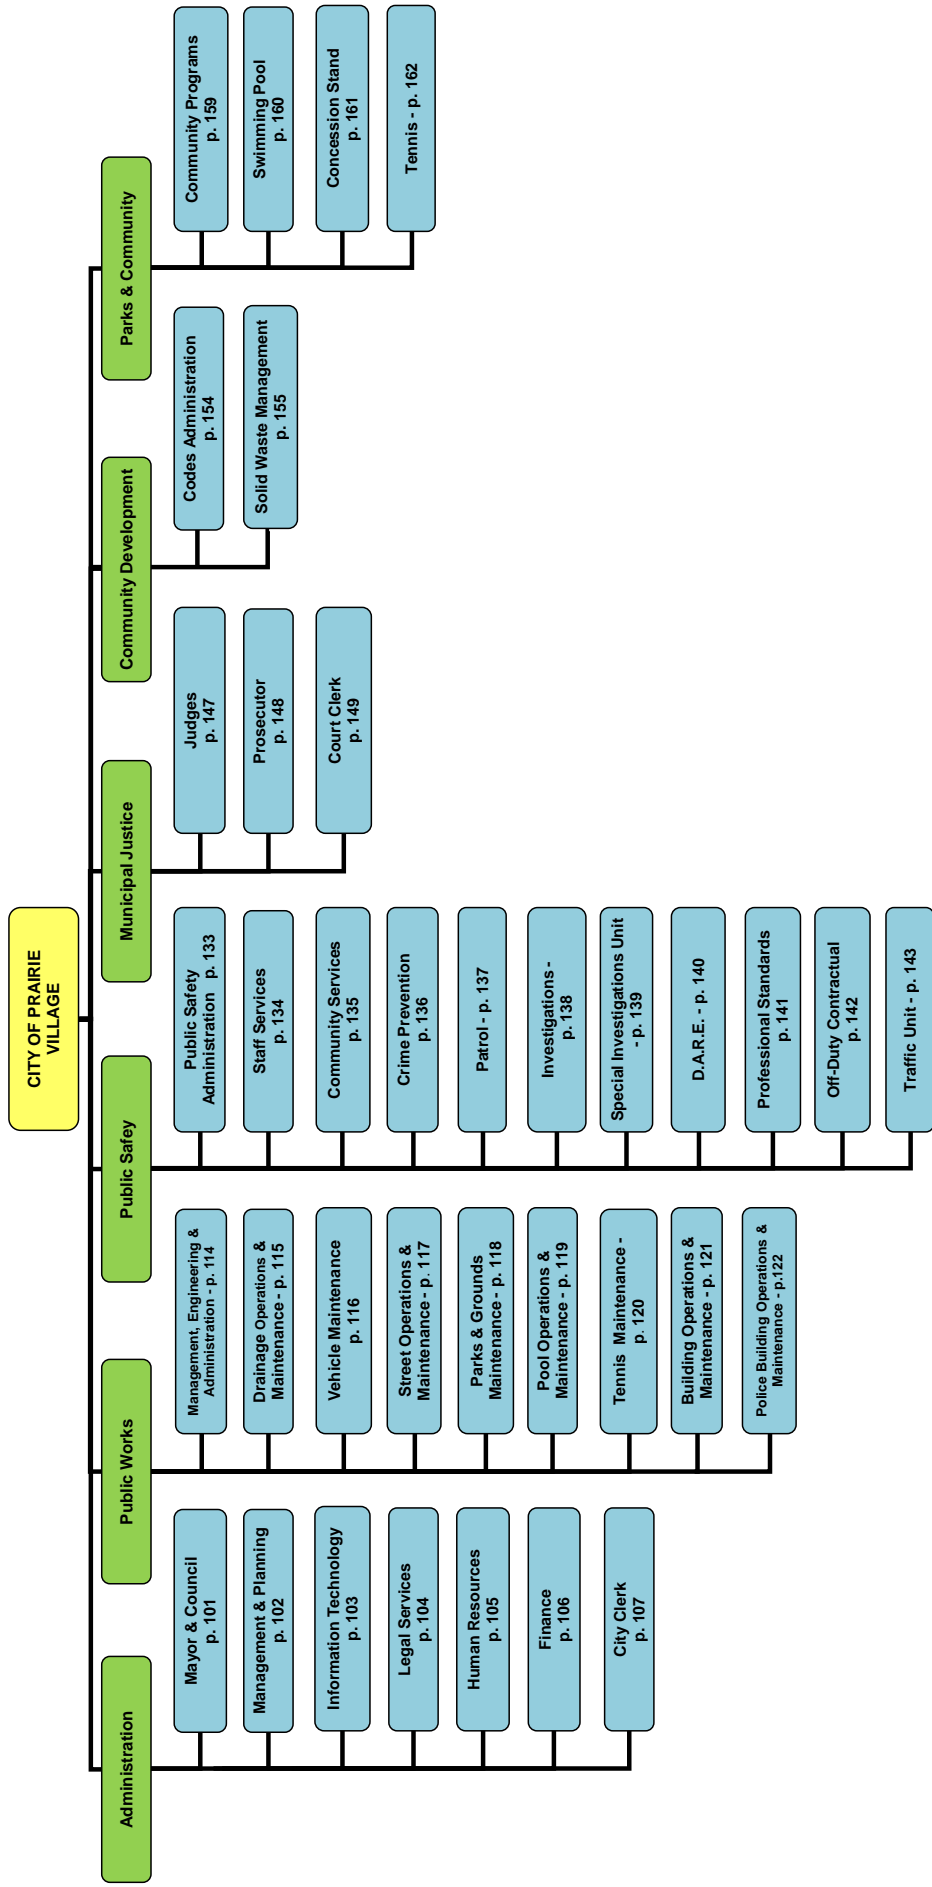 CITY OF PRAIRIE
VILLAGE
Administration
Mayor & Council
p. 101
Management & Planning
p. 102
Information Technology
p. 103
Legal Services
p. 104
Human Resources
p. 105
Finance
p. 106
City Clerk
p. 107
Public Works
Management, Engineering &
Administration - p. 114
Drainage Operations &
Maintenance - p. 115
Vehicle Maintenance
p. 116
Street Operations &
Maintenance - p. 117
Parks & Grounds
Maintenance - p. 118
Pool Operations &
Maintenance - p. 119
Tennis Maintenance -
p. 120
Building Operations &
Maintenance - p. 121
Police Building Operations &
Maintenance - p.122
Public Safey
Public Safety
Administration p. 133
Staff Services
p. 134
Community Services
p. 135
Crime Prevention
p. 136
Patrol - p. 137
Investigations -
p. 138
Special Investigations Unit
- p. 139
D.A.R.E. - p. 140
Professional Standards
p. 141
Off-Duty Contractual
p. 142
Traffic Unit - p. 143
Municipal Justice
Judges
p. 147
Prosecutor
p. 148
Court Clerk
p. 149
Community Development
Codes Administration
p. 154
Solid Waste Management
p. 155
Parks & Community
Community Programs
p. 159
Swimming Pool
p. 160
Concession Stand
p. 161
Tennis - p. 162